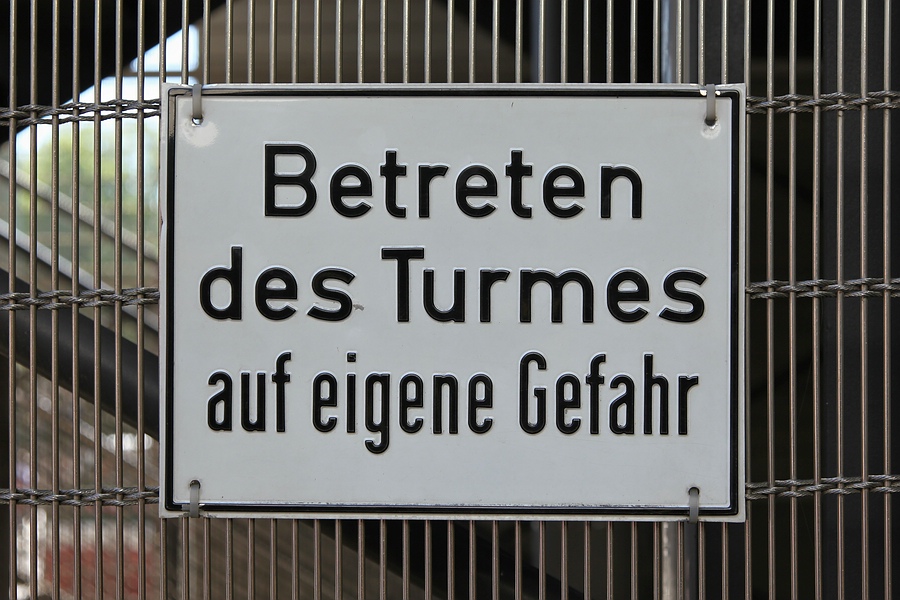 Betreten
des Turmes
auf eigene Gefahr